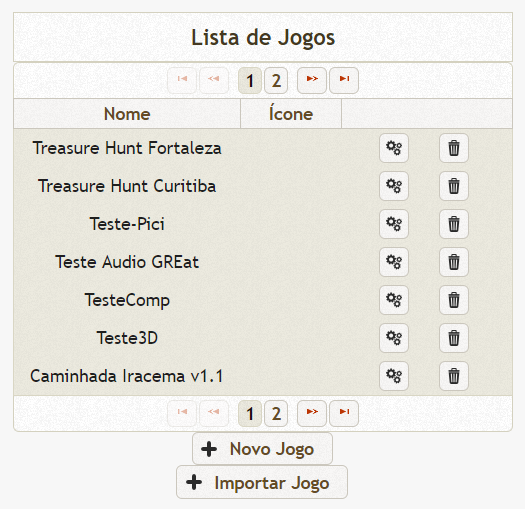 Lista de Jogos
1 2
Nome Ícone
Treasure Hunt Fortaleza
Treasure Hunt Curitiba
Teste-Pici
Teste Audio GREat
TesteComp
Teste3D
Caminhada Iracema v1.1
1 2
Novo Jogo
Importar Jogo